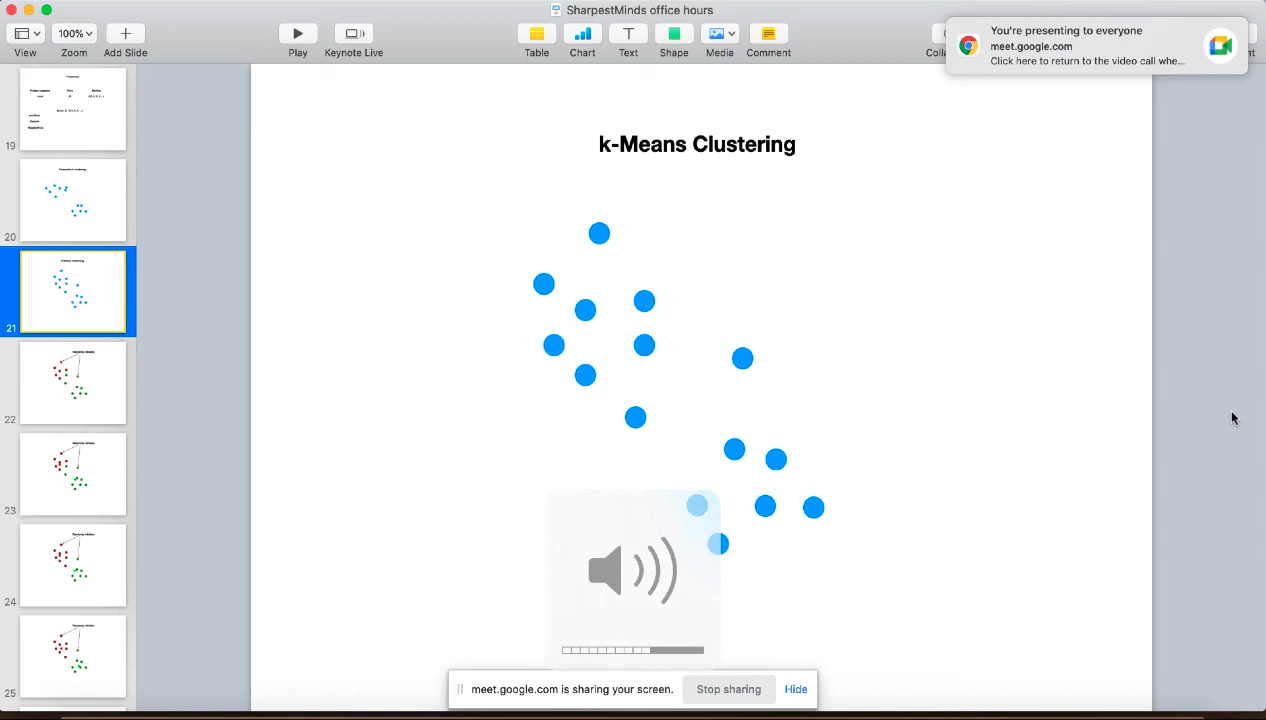 SharpestMinds office hours
100%
View
Zoom
Add Slide
Play
Keynote Live
Table
Chart
Text
Shape
Media
Comment
You're presenting to everyone
meet.google.com
Click here to return to the video call whe...
k-Means Clustering
19
20
21
22
23
24
25
meet.google.com is sharing your screen.
Stop sharing
Hide